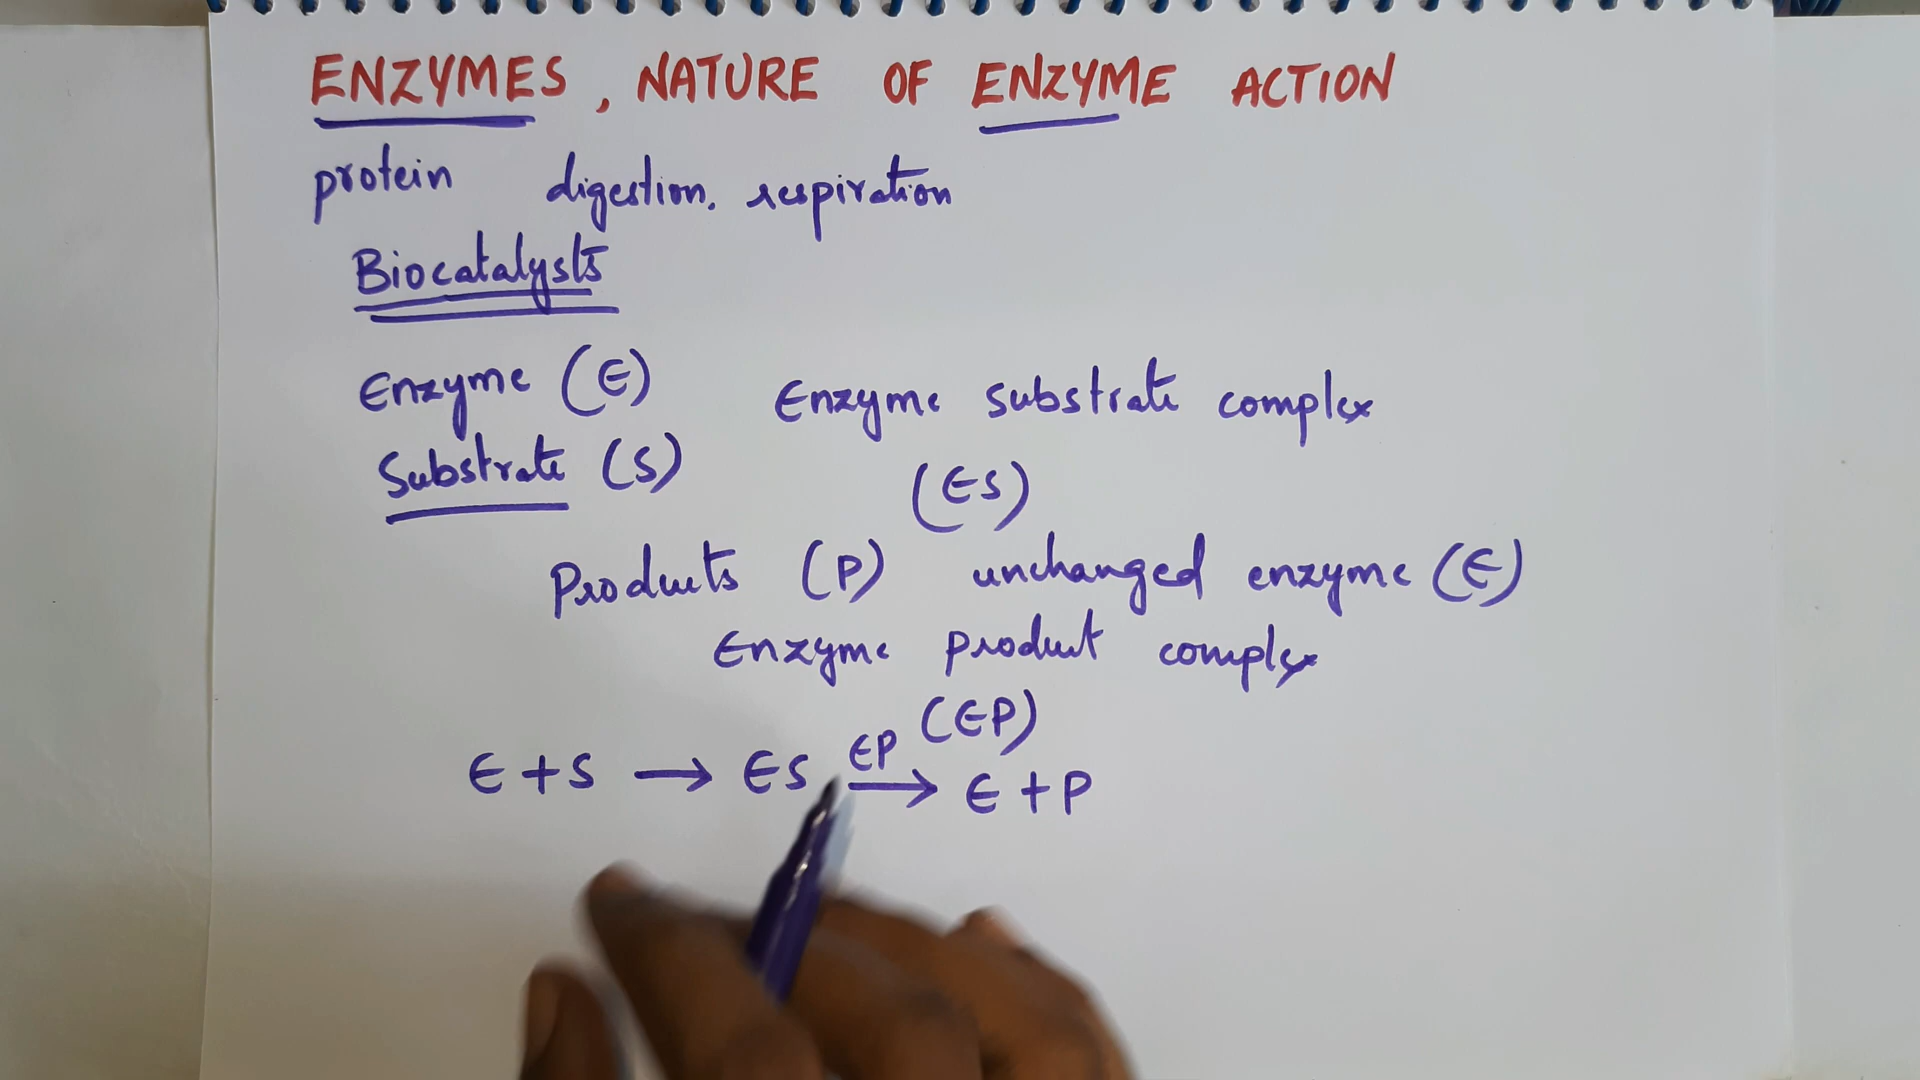 ENZYMES, NATURE OF ENZYME ACTION
protein digestion. respiration
Biocatalysts
Enzyme (E) Enzyme substrate complex
Substrate (S) (ES)
Products (P) unchanged enzyme (E)
Enzyme product complex
(EP)
E + S → ES EP → E + P